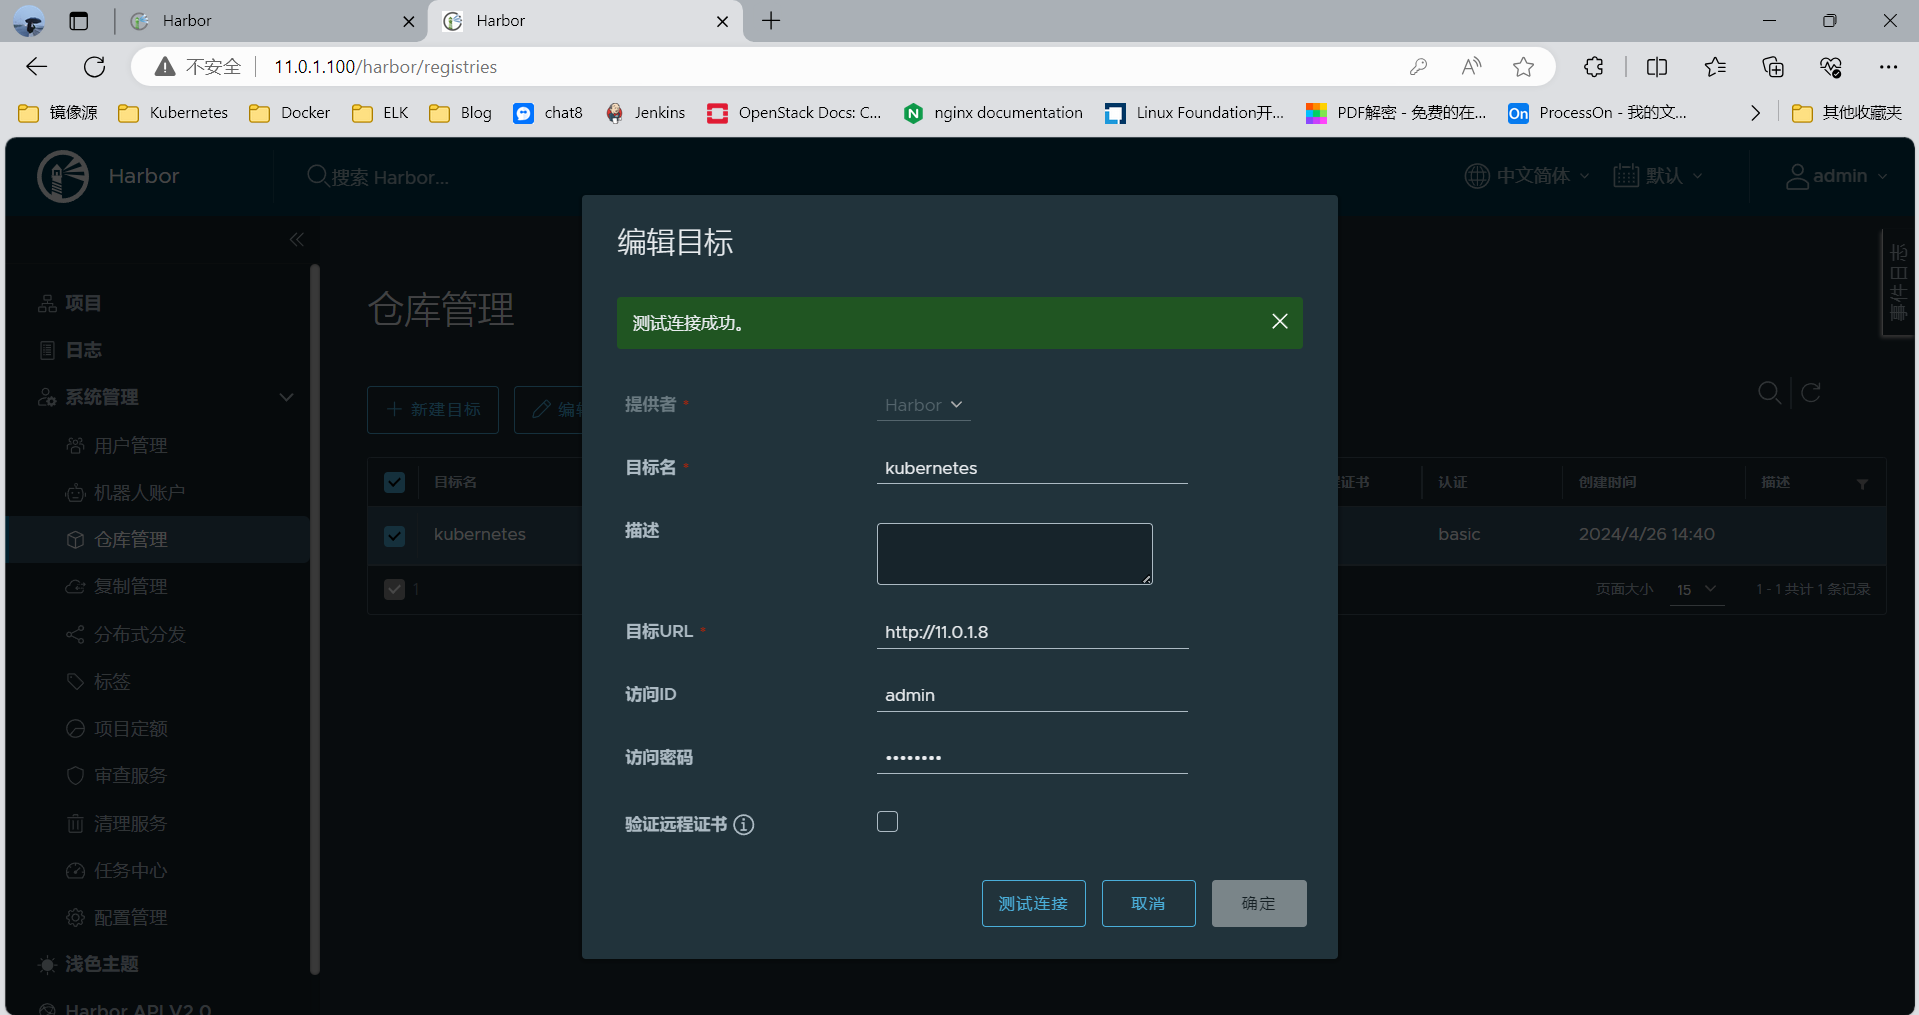 Harbor
Harbor
不安全
11.0.1.100/harbor/registries
镜像源
Kubernetes
Docker
ELK
Blog
chat8
Jenkins
OpenStack Docs: C...
nginx documentation
Linux Foundation开...
PDF解密 - 免费的在...
On
ProcessOn - 我的文...
其他收藏夹
Harbor
搜索 Harbor...
中文简体
默认
admin
事件日志
项目
日志
系统管理
用户管理
机器人账户
仓库管理
复制管理
分布式分发
标签
项目定额
审查服务
清理服务
任务中心
配置管理
浅色主题
Harbor API V2.0
仓库管理
新建目标
编辑
目标名
证书
认证
创建时间
描述
kubernetes
basic
2024/4/26 14:40
1
页面大小
15
1 - 1 共计 1 条记录
编辑目标
测试连接成功。
提供者 *
Harbor
目标名 *
kubernetes
描述
目标URL *
http://11.0.1.8
访问ID
admin
访问密码
••••••••
验证远程证书
测试连接
取消
确定